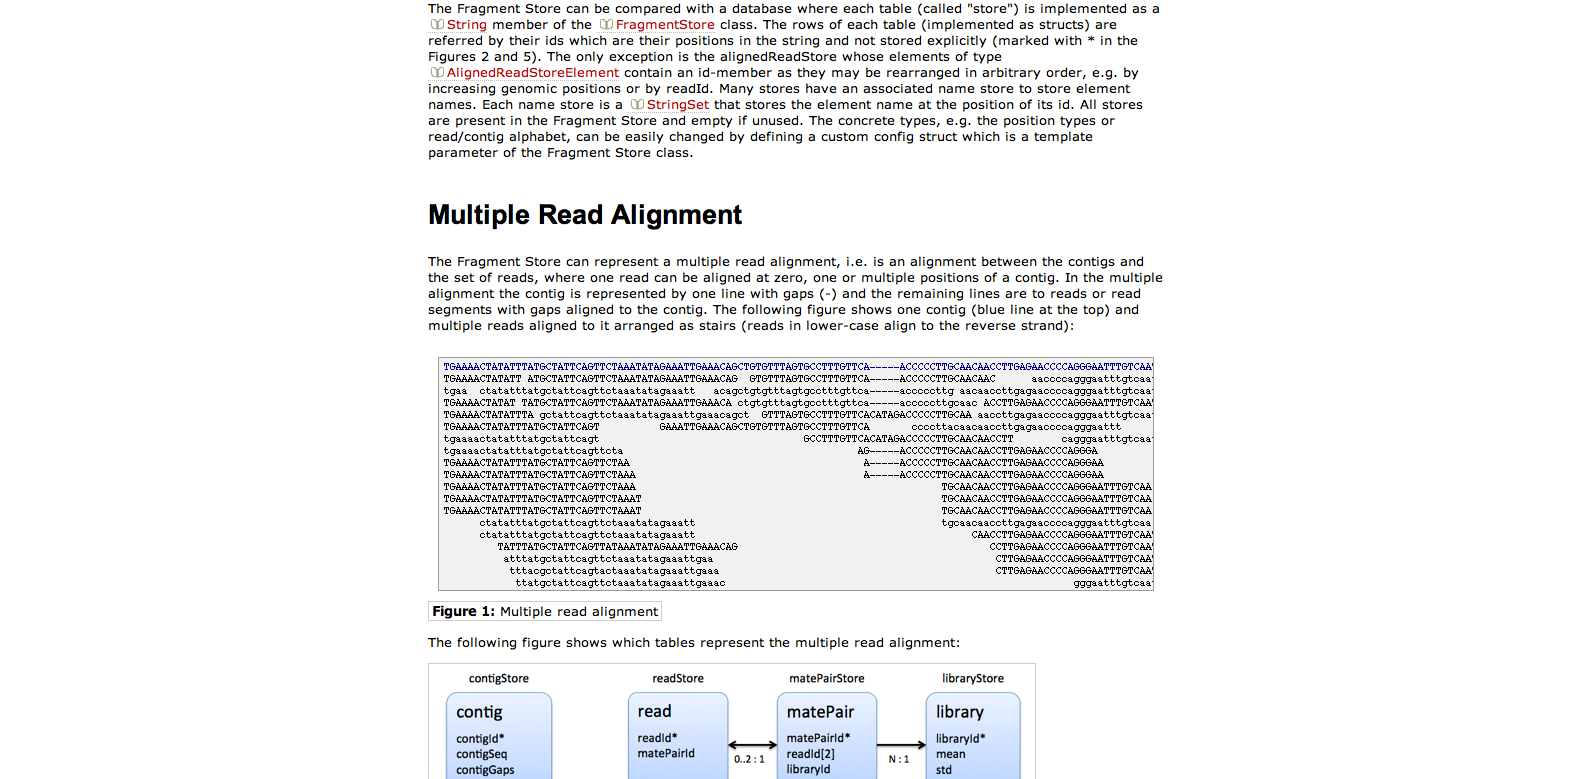 The Fragment Store can be compared with a database where each table (called "store") is implemented as a
String member of the FragmentStore class. The rows of each table (implemented as structs) are
referred by their ids which are their positions in the string and not stored explicitly (marked with * in the
Figures 2 and 5). The only exception is the alignedReadStore whose elements of type
AlignedReadStoreElement contain an id-member as they may be rearranged in arbitrary order, e.g. by
increasing genomic positions or by readId. Many stores have an associated name store to store element
names. Each name store is a StringSet that stores the element name at the position of its id. All stores
are present in the Fragment Store and empty if unused. The concrete types, e.g. the position types or
read/contig alphabet, can be easily changed by defining a custom config struct which is a template
parameter of the Fragment Store class.
Multiple Read Alignment
The Fragment Store can represent a multiple read alignment, i.e. is an alignment between the contigs and
the set of reads, where one read can be aligned at zero, one or multiple positions of a contig. In the multiple
alignment the contig is represented by one line with gaps (-) and the remaining lines are to reads or read
segments with gaps aligned to the contig. The following figure shows one contig (blue line at the top) and
multiple reads aligned to it arranged as stairs (reads in lower-case align to the reverse strand):
TGAAAACTATATTTATGCTATTCAGTTCTAAATATAGAAATTGAAACAGCTGTGTTTAGTGCCTTTGTTCA-----ACCCCCTTGCAACAACCTTGAGAACCCCAGGGAATTTGTCAA
TGAAAACTATATT ATGCTATTCAGTTCTAAATATAGAAATTGAAACAG GTGTTTAGTGCCTTTGTTCA-----ACCCCCTTGCAACAAC aaccccagggaatttgtcaa
tgaa ctatatttatgctattcagttctaaatatagaaatt acagctgtgtttagtgcctttgttca-----acccccttg aacaaccttgagaaccccagggaatttgtcaa
TGAAAACTATAT TATGCTATTCAGTTCTAAATATAGAAATTGAAACA ctgtgtttagtgcctttgttca-----acccccttgcaac ACCTTGAGAACCCCAGGGAATTTGTCAA
TGAAAACTATATTTA gctattcagttctaaatatagaaattgaaacagct GTTTAGTGCCTTTGTTCACATAGACCCCCTTGCAA aaccttgagaaccccagggaatttgtcaa
TGAAAACTATATTTATGCTATTCAGT GAAATTGAAACAGCTGTGTTTAGTGCCTTTGTTCA ccccttacaacaaccttgagaaccccagggaattt
tgaaaactatatttatgctattcagt GCCTTTGTTCACATAGACCCCCTTGCAACAACCTT cagggaatttgtcaa
tgaaaactatatttatgctattcagttcta AG-----ACCCCCTTGCAACAACCTTGAGAACCCCAGGGA
TGAAAACTATATTTATGCTATTCAGTTCTAA A-----ACCCCCTTGCAACAACCTTGAGAACCCCAGGGAA
TGAAAACTATATTTATGCTATTCAGTTCTAAA A-----ACCCCCTTGCAACAACCTTGAGAACCCCAGGGAA
TGAAAACTATATTTATGCTATTCAGTTCTAAA TGCAACAACCTTGAGAACCCCAGGGAATTTGTCAA
TGAAAACTATATTTATGCTATTCAGTTCTAAAT TGCAACAACCTTGAGAACCCCAGGGAATTTGTCAA
TGAAAACTATATTTATGCTATTCAGTTCTAAAT TGCAACAACCTTGAGAACCCCAGGGAATTTGTCAA
ctatatttatgctattcagttctaaatatagaaatt tgcaacaaccttgagaaccccagggaatttgtcaa
ctatatttatgctattcagttctaaatatagaaatt CAACCTTGAGAACCCCAGGGAATTTGTCAA
TATTTATGCTATTCAGTTATAAATATAGAAATTGAAACAG CCTTGAGAACCCCAGGGAATTTGTCAA
atttatgctattcagttctaaatatagaaattgaa CTTGAGAACCCCAGGGAATTTGTCAA
tttacgctattcagtactaaatatagaaattgaaa CTTGAGAACCCCAGGGAATTTGTCAA
ttatgctattcagttctaaatatagaaattgaaac gggaatttgtcaa
Figure 1: Multiple read alignment
The following figure shows which tables represent the multiple read alignment:
contigStore readStore matePairStore libraryStore
contig read matePair library
contigId* readId* matePairId* libraryId*
contigSeq matePairId 0..2 : 1 readId[2] N : 1 mean
contigGaps libraryId std